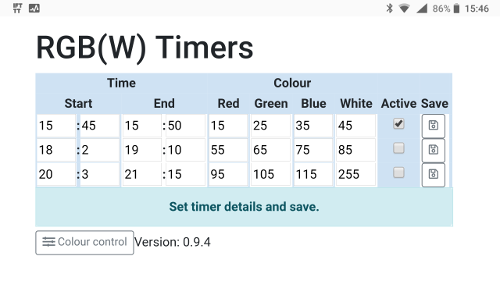 86% 15:46
RGB(W) Timers
Time Colour
Start End Red Green Blue White Active Save
15 :45 15 :50 15 25 35 45
18 :2 19 :10 55 65 75 85
20 :3 21 :15 95 105 115 255
Set timer details and save.
Colour control Version: 0.9.4